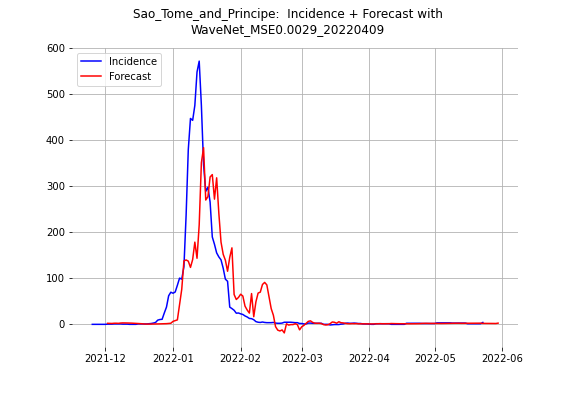 Sao_Tome_and_Principe:  Incidence + Forecast with
WaveNet_MSE0.0029_20220409
Incidence
Forecast
600
500
400
300
200
100
0
2021-12 2022-01 2022-02 2022-03 2022-04 2022-05 2022-06